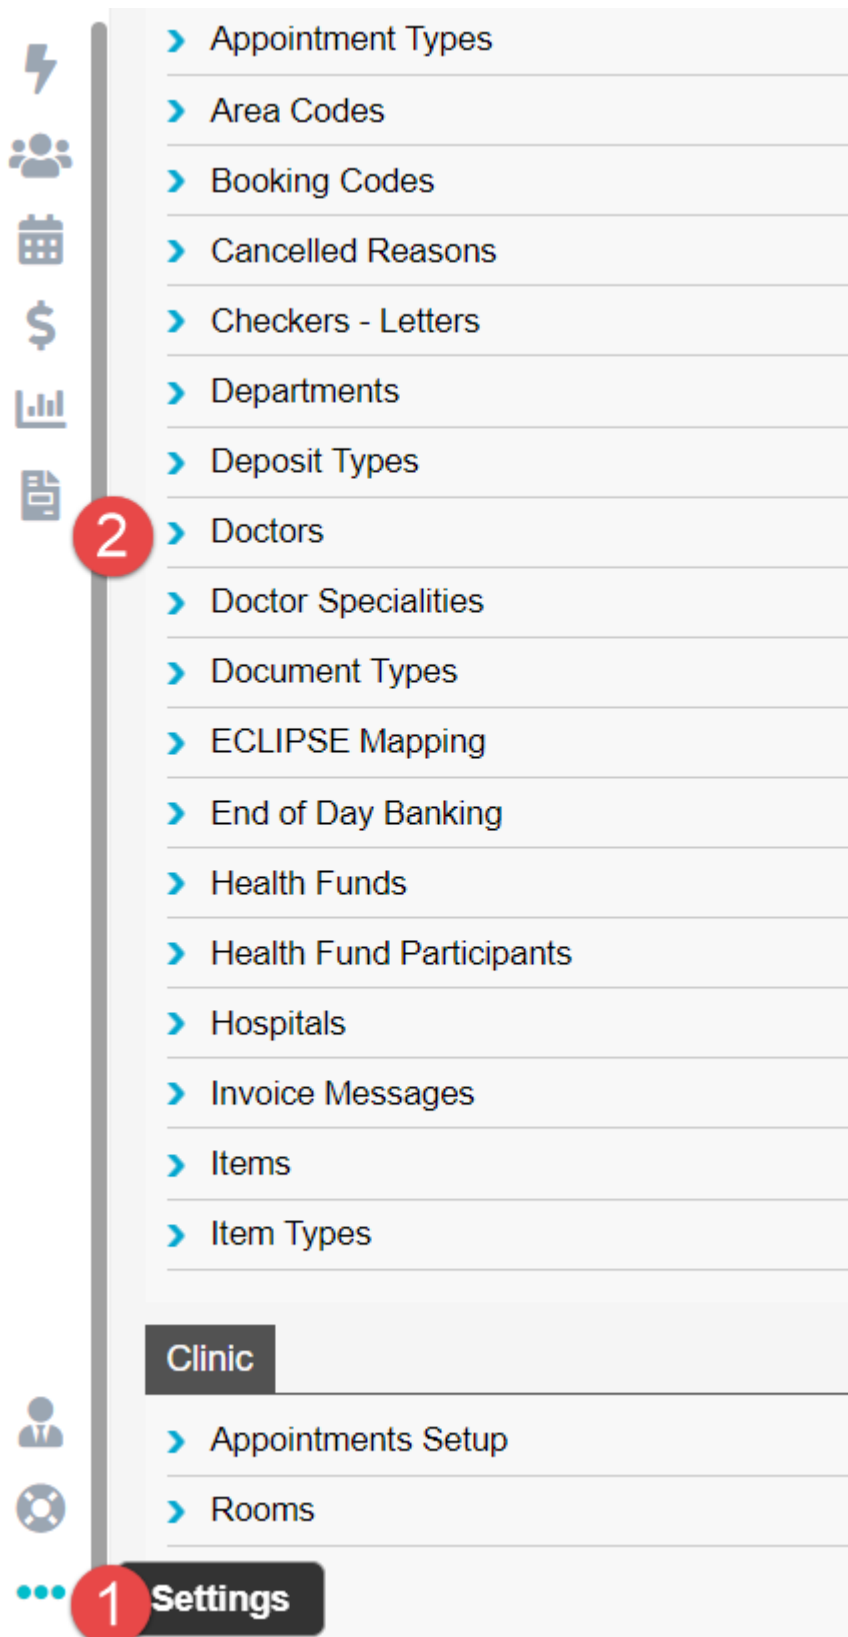 Appointment Types
Area Codes
Booking Codes
Cancelled Reasons
Checkers - Letters
Departments
Deposit Types
2 Doctors
Doctor Specialities
Document Types
ECLIPSE Mapping
End of Day Banking
Health Funds
Health Fund Participants
Hospitals
Invoice Messages
Items
Item Types
Clinic
Appointments Setup
Rooms
1 Settings